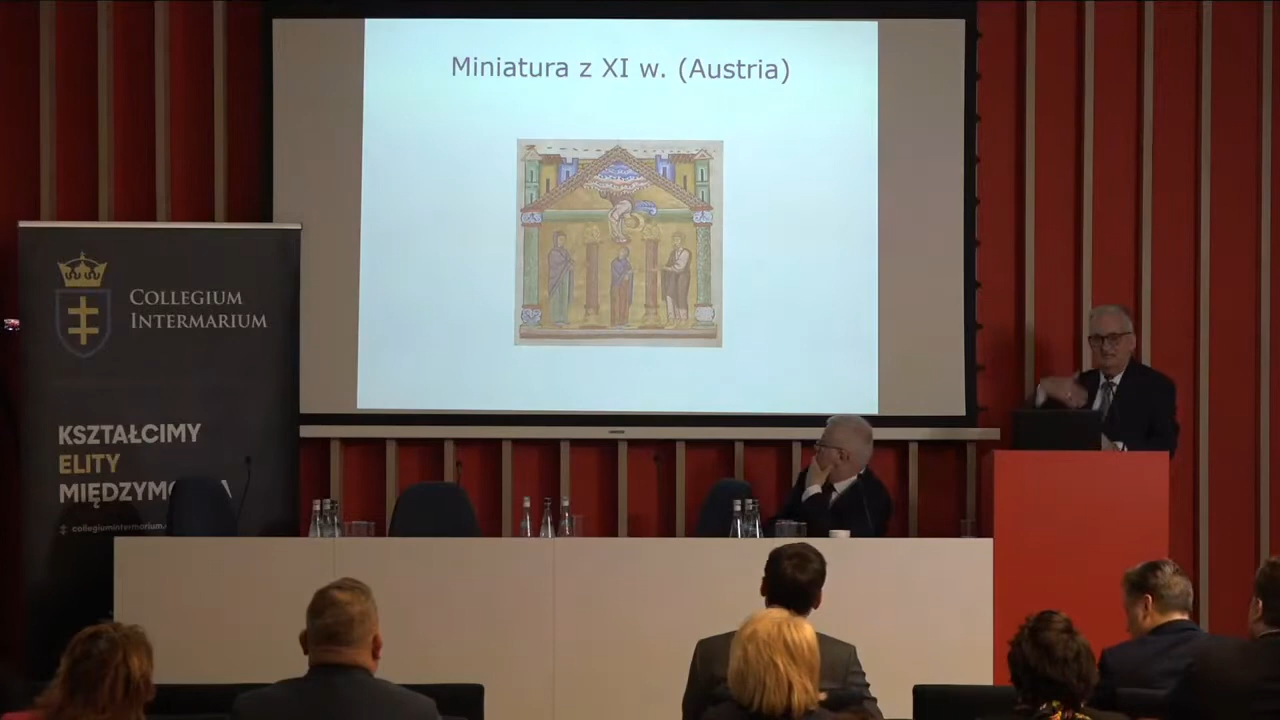 Miniatura z XI w. (Austria)
COLLEGIUM
INTERMARIUM
KSZTAŁCIMY
ELITY
collegiumintermarium.